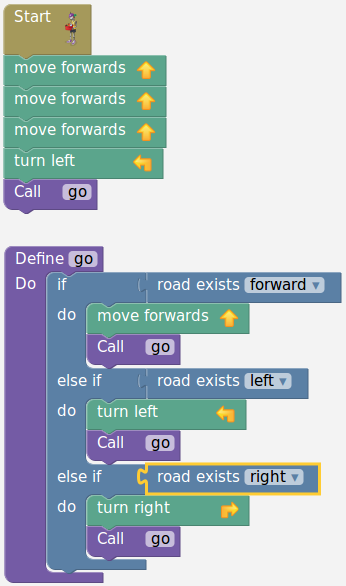 Start
move forwards
move forwards
move forwards
turn left
Call go
Define go
Do if road exists forward
do move forwards
Call go
else if road exists left
do turn left
Call go
else if road exists right
do turn right
Call go